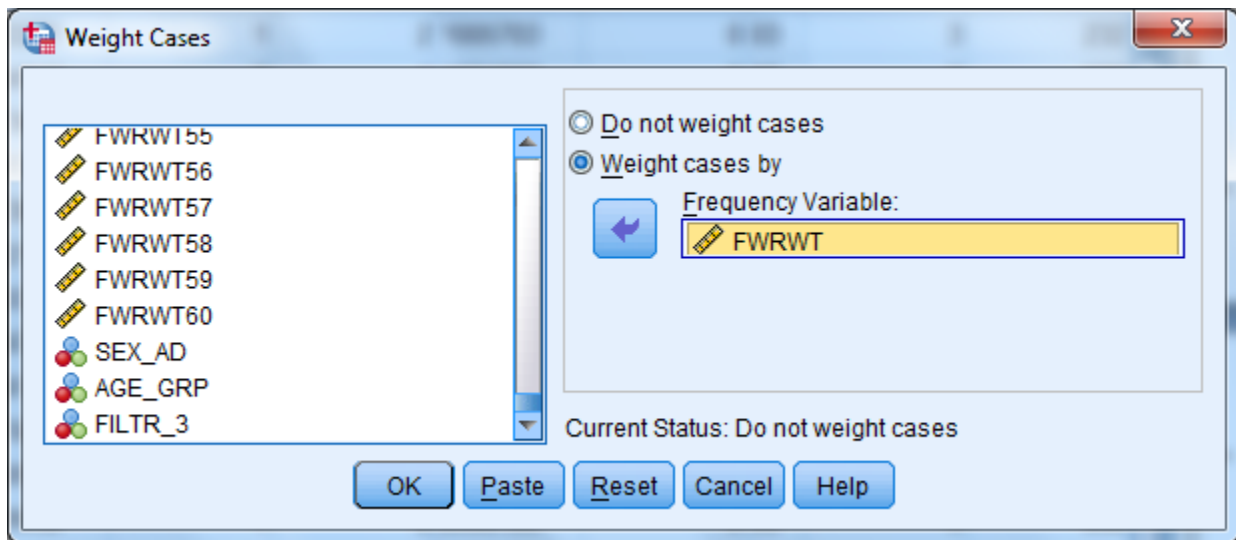 Weight Cases
FWRWT55
FWRWT56
FWRWT57
FWRWT58
FWRWT59
FWRWT60
SEX_AD
AGE_GRP
FILTR_3
Do not weight cases
Weight cases by
Frequency Variable:
FWRWT
Current Status: Do not weight cases
OK Paste Reset Cancel Help